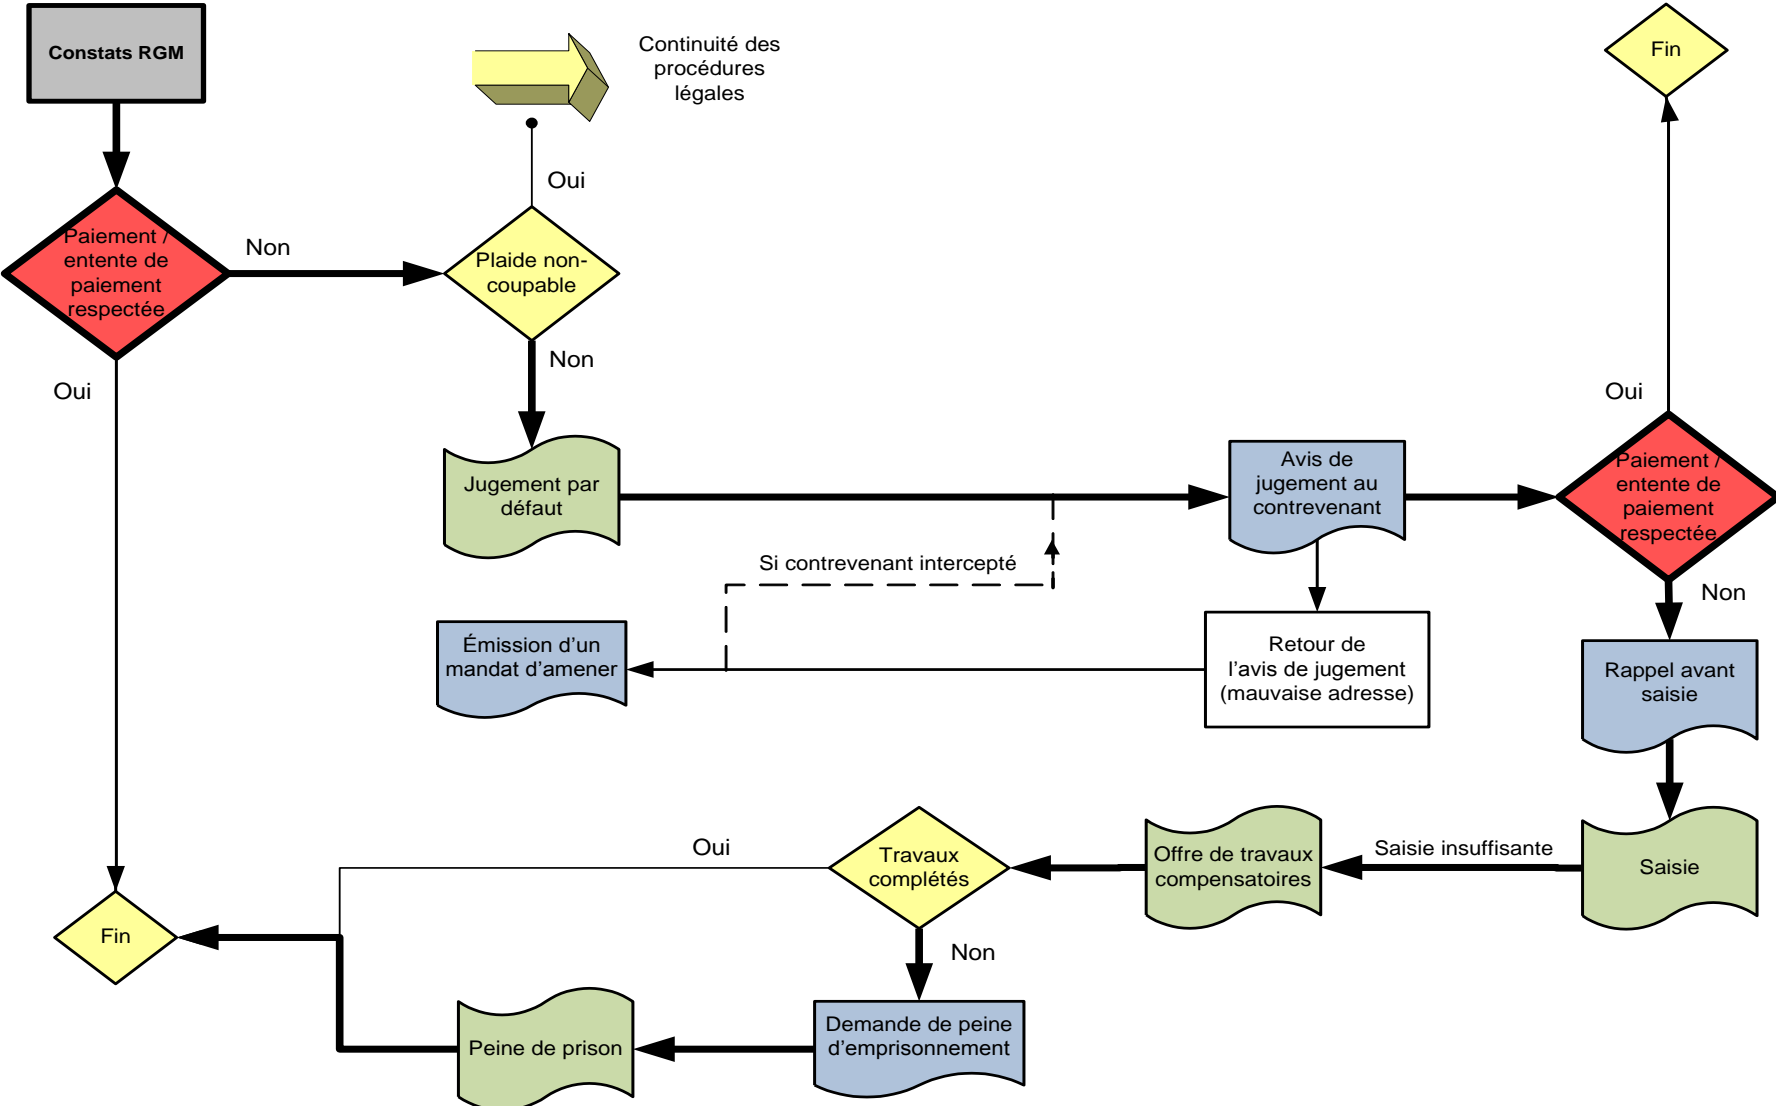 Constats RGM
Continuité des
procédures
légales
Fin
Oui
Paiement /
entente de
paiement
respectée
Non
Plaide non-
coupable
Non
Oui
Oui
Jugement par
défaut
Avis de
jugement au
contrevenant
Paiement /
entente de
paiement
respectée
Si contrevenant intercepté
Non
Émission d'un
mandat d'amener
Retour de
l'avis de jugement
(mauvaise adresse)
Rappel avant
saisie
Oui
Travaux
complétés
Offre de travaux
compensatoires
Saisie insuffisante
Saisie
Fin
Non
Peine de prison
Demande de peine
d'emprisonnement